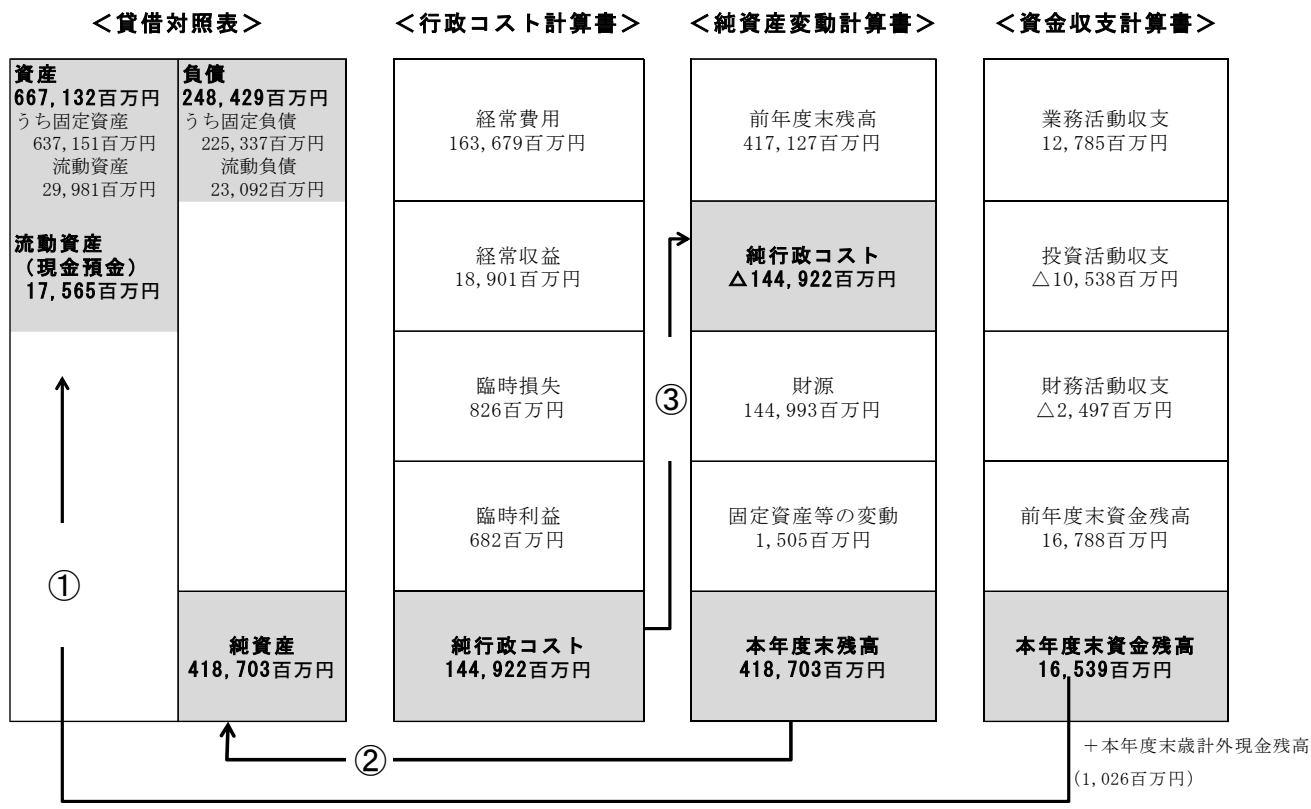 ＜貸借対照表＞
資産
667,132百万円
うち固定資産
637,151百万円
流動資産
29,981百万円
流動資産
（現金預金）
17,565百万円
負債
248,429百万円
うち固定負債
225,337百万円
流動負債
23,092百万円
純資産
418,703百万円
①
②
③
＜行政コスト計算書＞
経常費用
163,679百万円
経常収益
18,901百万円
臨時損失
826百万円
臨時利益
682百万円
純行政コスト
144,922百万円
＜純資産変動計算書＞
前年度末残高
417,127百万円
純行政コスト
△144,922百万円
財源
144,993百万円
固定資産等の変動
1,505百万円
本年度末残高
418,703百万円
＜資金収支計算書＞
業務活動収支
12,785百万円
投資活動収支
△10,538百万円
財務活動収支
△2,497百万円
前年度末資金残高
16,788百万円
本年度末資金残高
16,539百万円
＋本年度末歳計外現金残高
（1,026百万円）